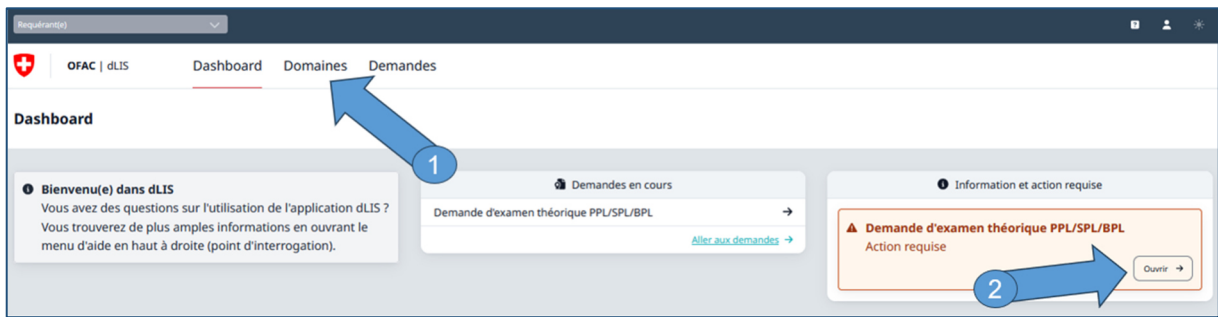 Requérant(e)
OFAC | dLIS
Dashboard
Domaines
Demandes
Dashboard
1
Bienvenu(e) dans dLIS
Vous avez des questions sur l'utilisation de l'application dLIS ?
Vous trouverez de plus amples informations en ouvrant le
menu d'aide en haut à droite (point d'interrogation).
Demandes en cours
Demande d'examen théorique PPL/SPL/BPL
Aller aux demandes
Information et action requise
Demande d'examen théorique PPL/SPL/BPL
Action requise
Ouvrir
2